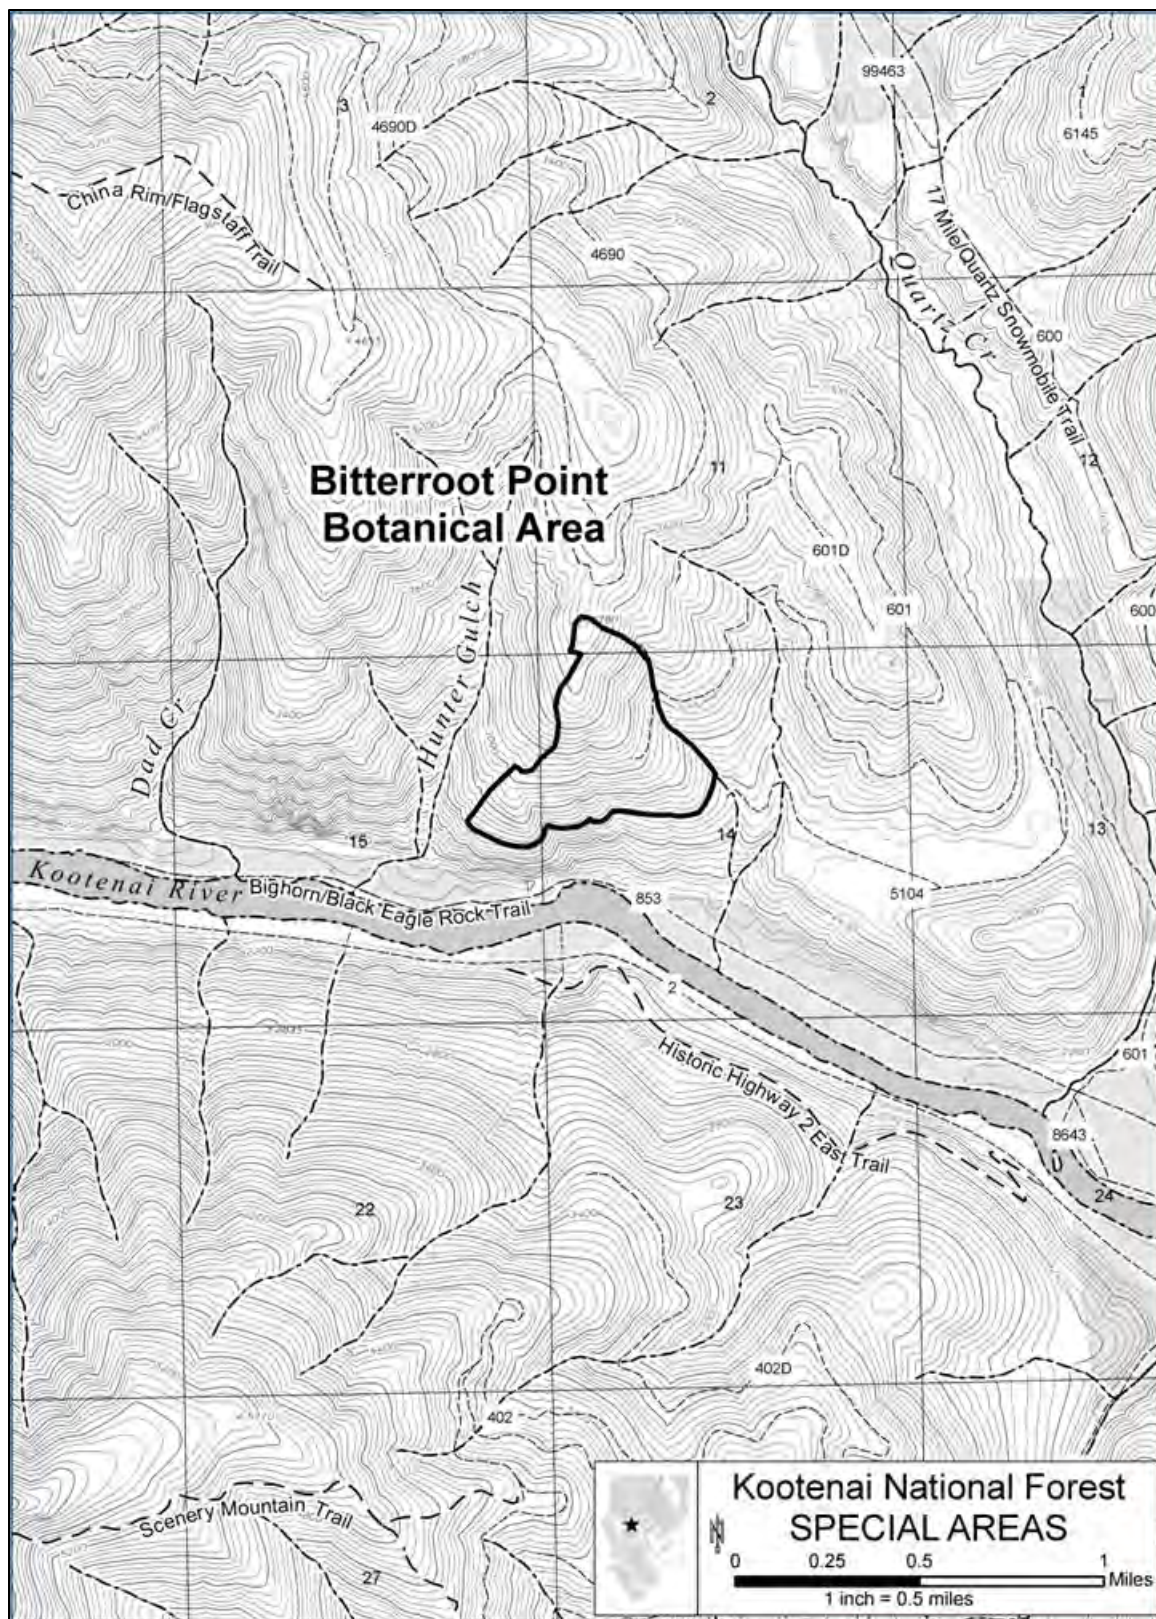 99463
1
3
2
4690D
6145
China Rim/Flagstaff Trail
4690
17 Mile/Quartz Snowmobile Trail
Quartz Cr
600
12
11
Bitterroot Point
Botanical Area
601D
601
600
Hunter Gulch
Dad Cr
15
14
13
Kootenai River
Bighorn/Black Eagle Rock Trail
853
5104
2
Historic Highway 2 East Trail
601
8643
24
22
23
402D
402
Scenery Mountain Trail
27
Kootenai National Forest
SPECIAL AREAS
N
0 0.25 0.5 1
Miles
1 inch = 0.5 miles